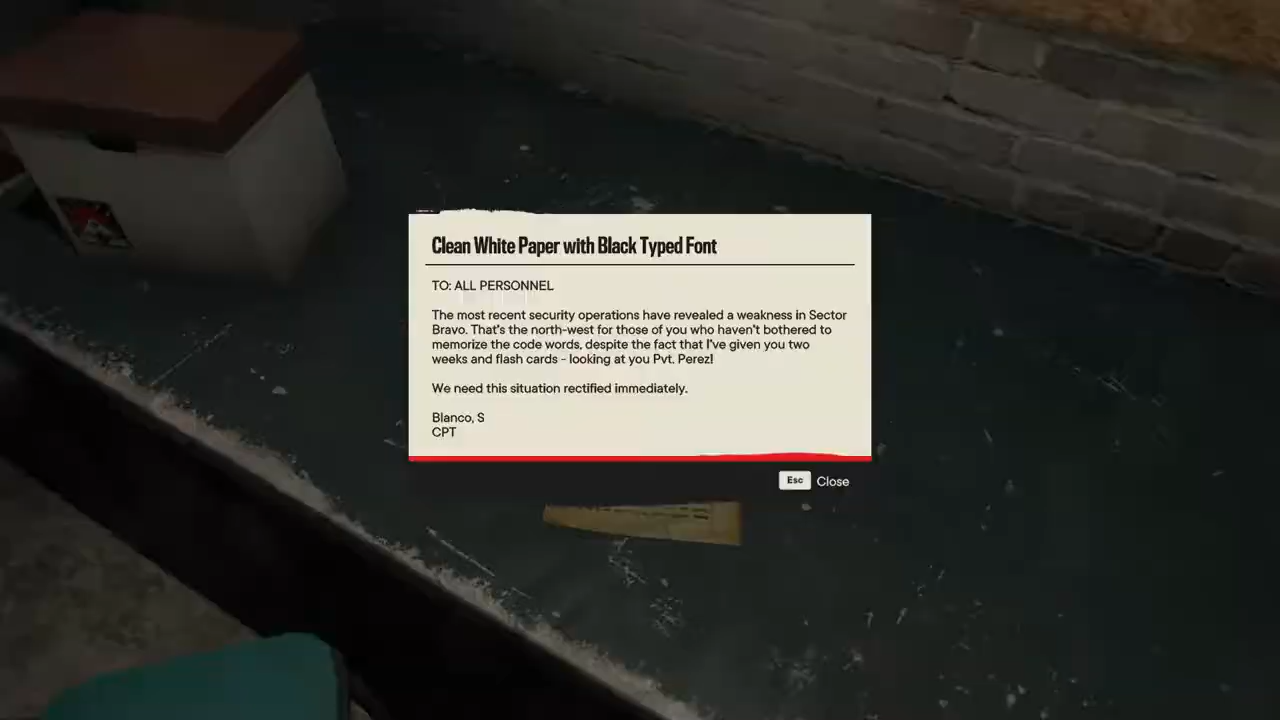 Clean White Paper with Black Typed Font
TO: ALL PERSONNEL
The most recent security operations have revealed a weakness in Sector
Bravo. That's the north-west for those of you who haven't bothered to
memorize the code words, despite the fact that I've given you two
weeks and flash cards - looking at you Pvt. Perez!
We need this situation rectified immediately.
Blanco, S
CPT
Esc Close